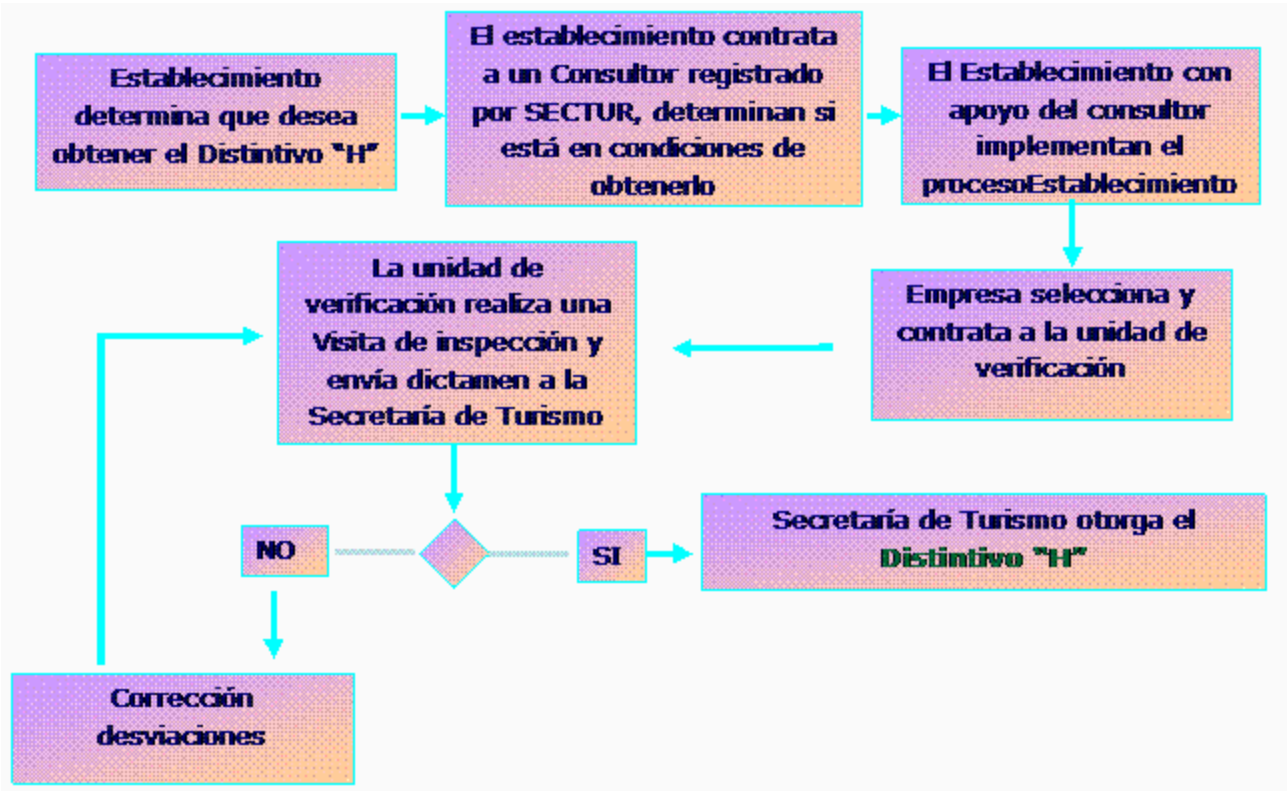 Establecimiento
determina que desea
obtener el Distintivo "H"
El establecimiento contrata
a un Consultor registrado
por SECTUR, determinan si
está en condiciones de
obtenerlo
El Establecimiento con
apoyo del consultor
implementan el
procesoEstablecimiento
Empresa selecciona y
contrata a la unidad de
verificación
La unidad de
verificación realiza una
Visita de inspección y
envía dictamen a la
Secretaría de Turismo
NO
SI
Secretaría de Turismo otorga el
Distintivo "H"
Corrección
desviaciones